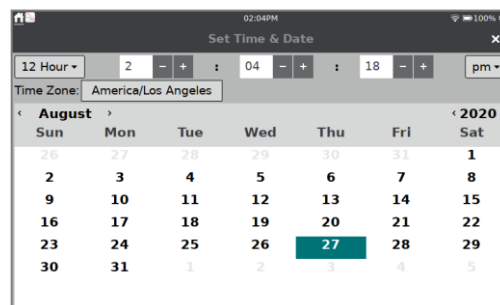 02:04PM 100%
Set Time & Date ×
12 Hour 2 - + : 04 - + : 18 - + pm
Time Zone: America/Los Angeles
‹ August › ‹ 2020
Sun Mon Tue Wed Thu Fri Sat
26 27 28 29 30 31 1
2 3 4 5 6 7 8
9 10 11 12 13 14 15
16 17 18 19 20 21 22
23 24 25 26 27 28 29
30 31 1 2 3 4 5